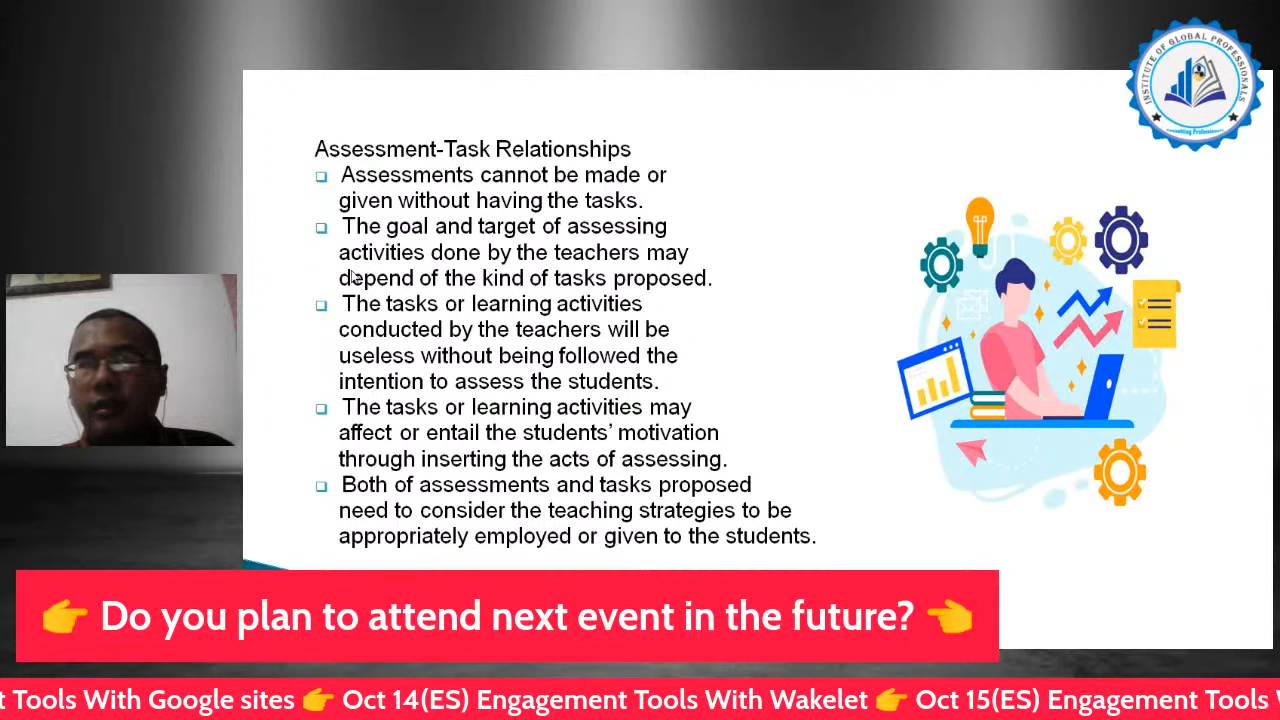 INSTITUTE OF GLOBAL PROFESSIONALS
Consulting Professionals
Assessment-Task Relationships
Assessments cannot be made or
given without having the tasks.
The goal and target of assessing
activities done by the teachers may
depend of the kind of tasks proposed.
The tasks or learning activities
conducted by the teachers will be
useless without being followed the
intention to assess the students.
The tasks or learning activities may
affect or entail the students’ motivation
through inserting the acts of assessing.
Both of assessments and tasks proposed
need to consider the teaching strategies to be
appropriately employed or given to the students.
👉 Do you plan to attend next event in the future? 👈
t Tools With Google sites 👉 Oct 14(ES) Engagement Tools With Wakelet 👉 Oct 15(ES) Engagement Tools